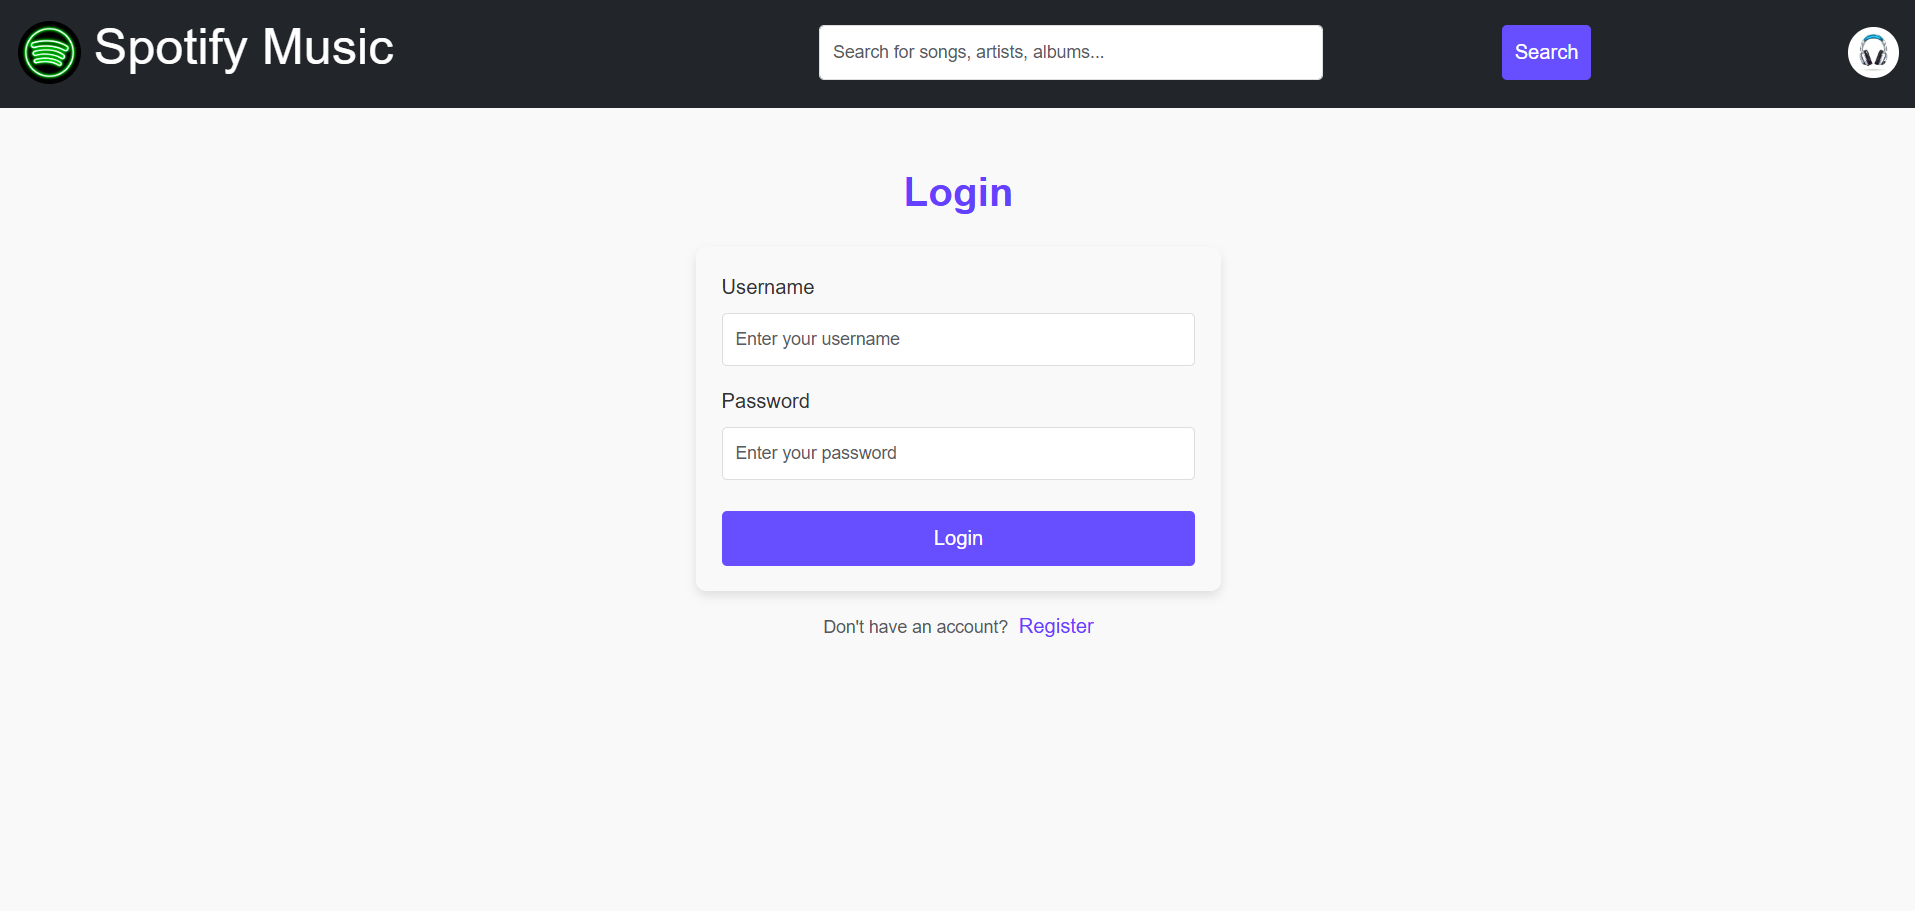 Spotify Music
Search for songs, artists, albums...
Search
Login
Username
Enter your username
Password
Enter your password
Login
Don't have an account? Register